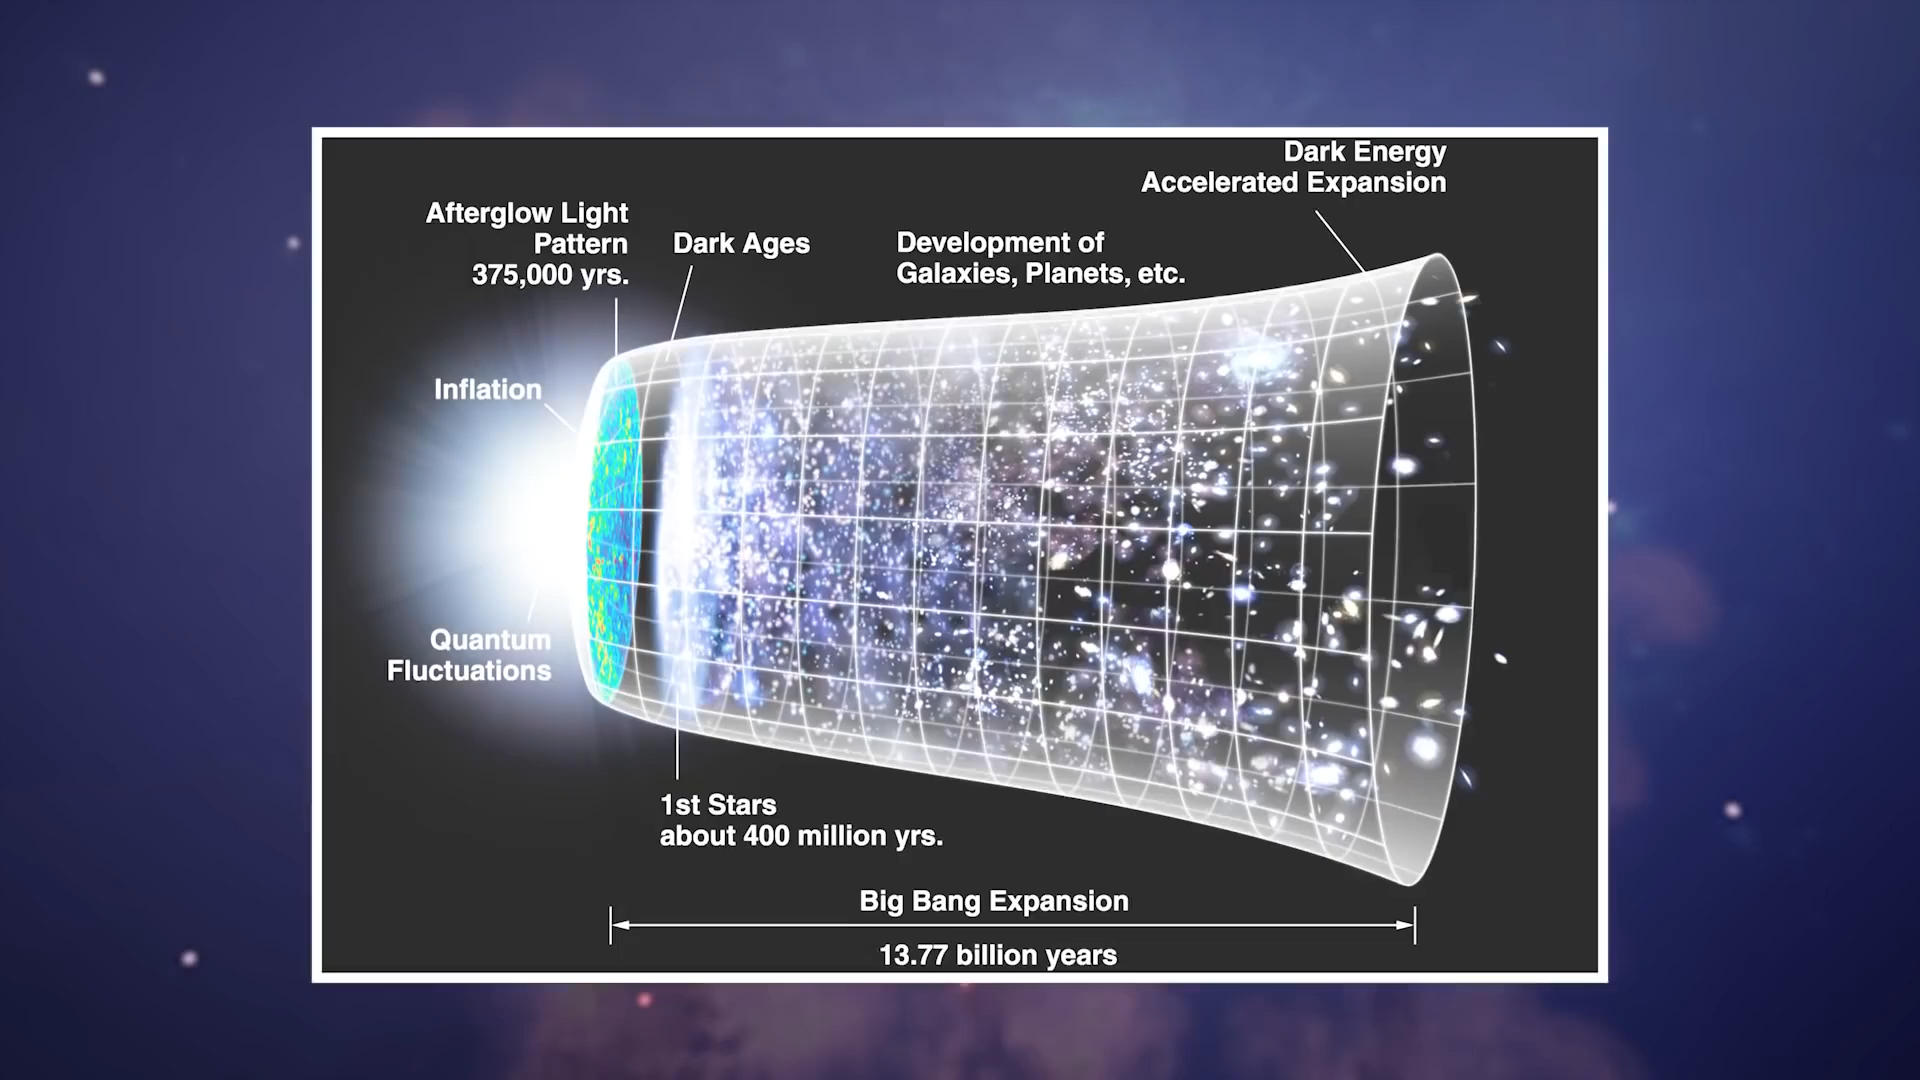 Dark Energy
Accelerated Expansion
Afterglow Light
Pattern
375,000 yrs.
Dark Ages
Development of
Galaxies, Planets, etc.
Inflation
Quantum
Fluctuations
1st Stars
about 400 million yrs.
Big Bang Expansion
13.77 billion years